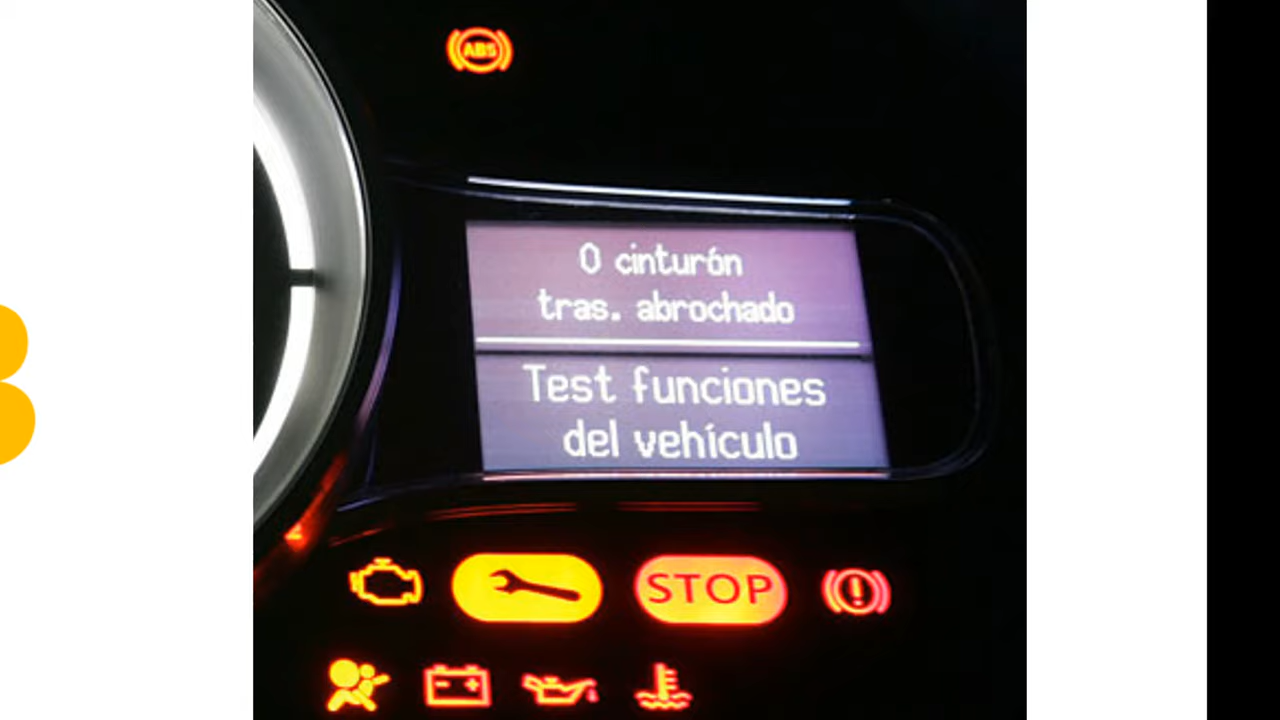 ABS
0 cinturón
tras. abrochado
Test funciones
del vehículo
STOP